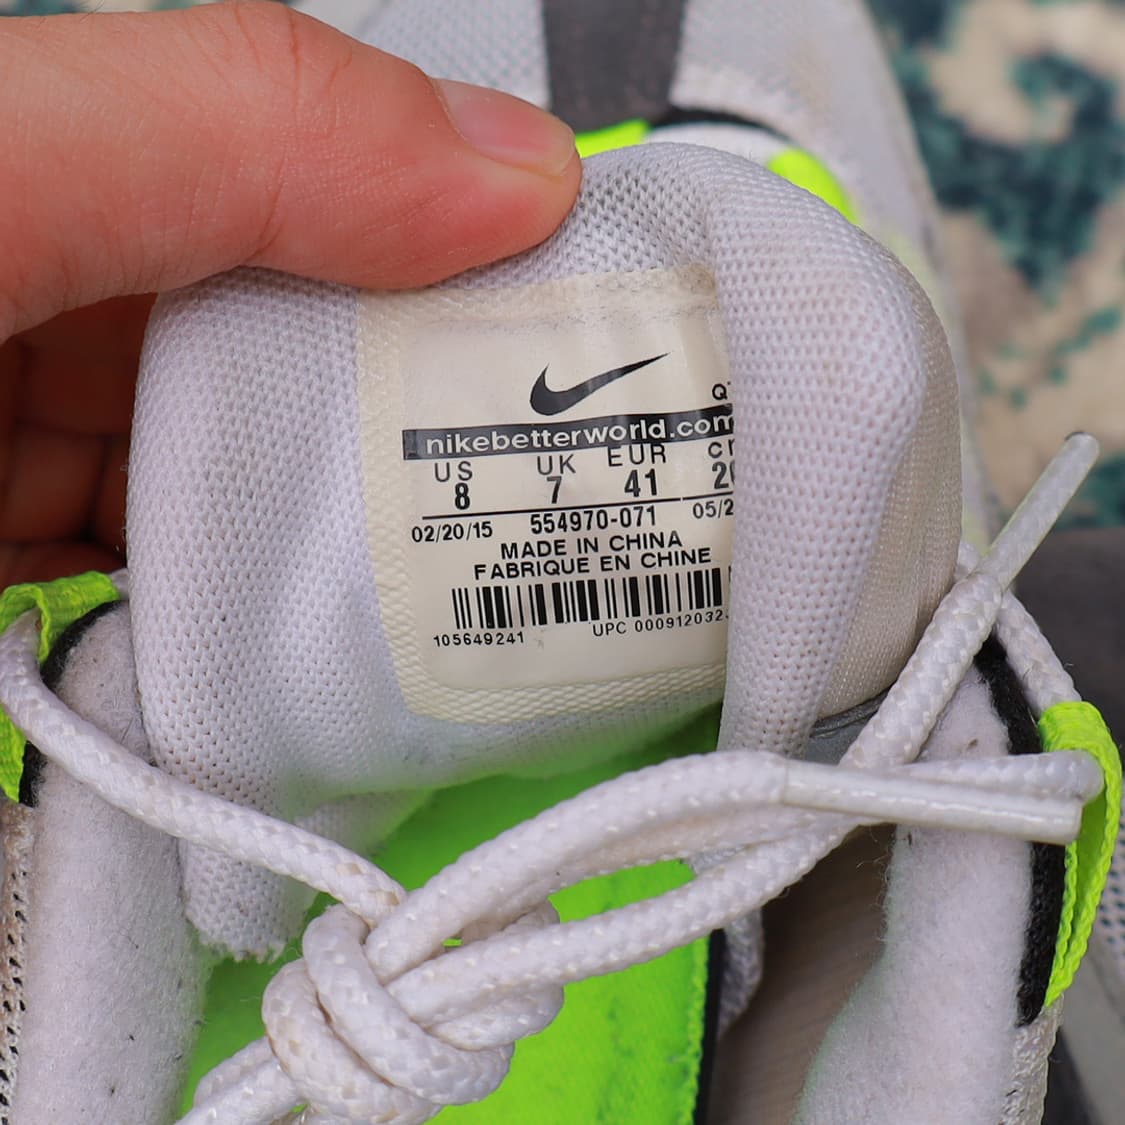 nikebetterworld.com
US UK EUR
8 7 41
02/20/15 554970-071
MADE IN CHINA
FABRIQUE EN CHINE
105649241 UPC 000912032